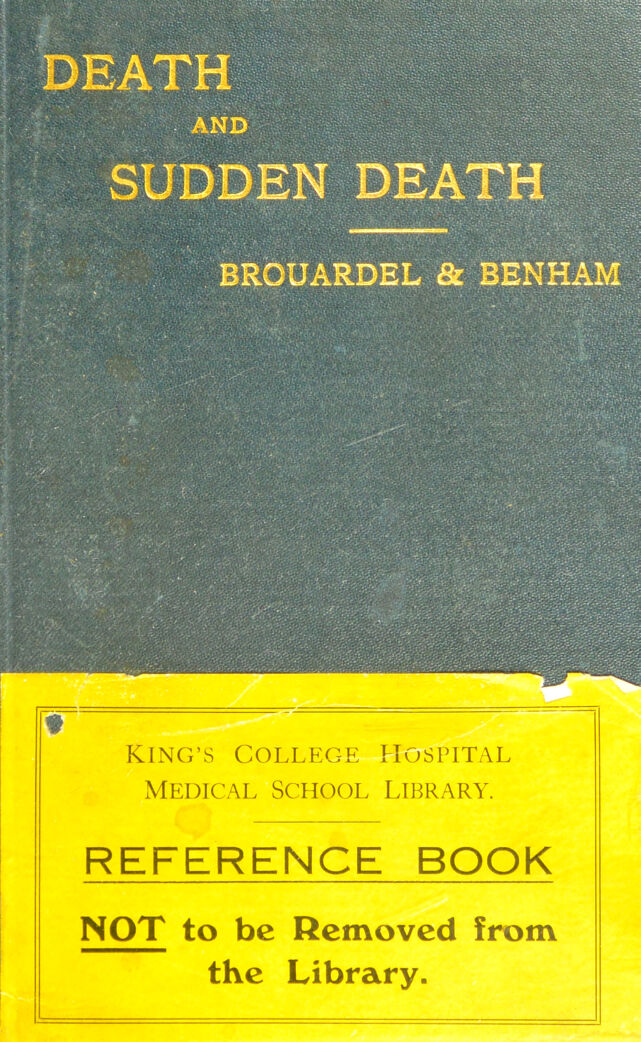 DEATH
AND
SUDDEN DEATH
BROUARDEL & BENHAM
KING'S COLLEGE HOSPITAL
MEDICAL SCHOOL LIBRARY.
REFERENCE BOOK
NOT to be Removed from
the Library.